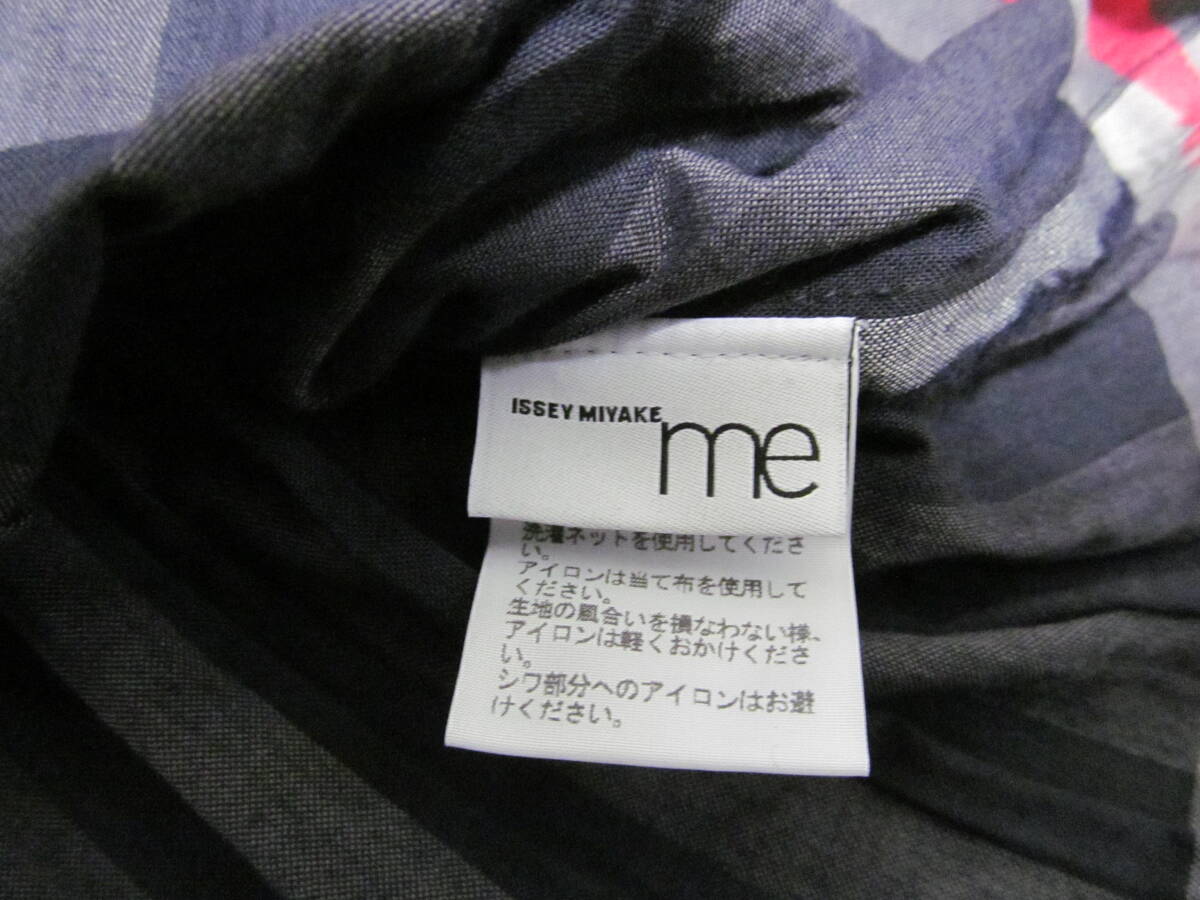 ISSEY MIYAKE
me
洗濯ネットを使用してくださ
い。
アイロンは当て布を使用して
ください。
生地の風合いを損なわない様、
アイロンは軽くおかけくださ
い。
シワ部分へのアイロンはお避
けください。